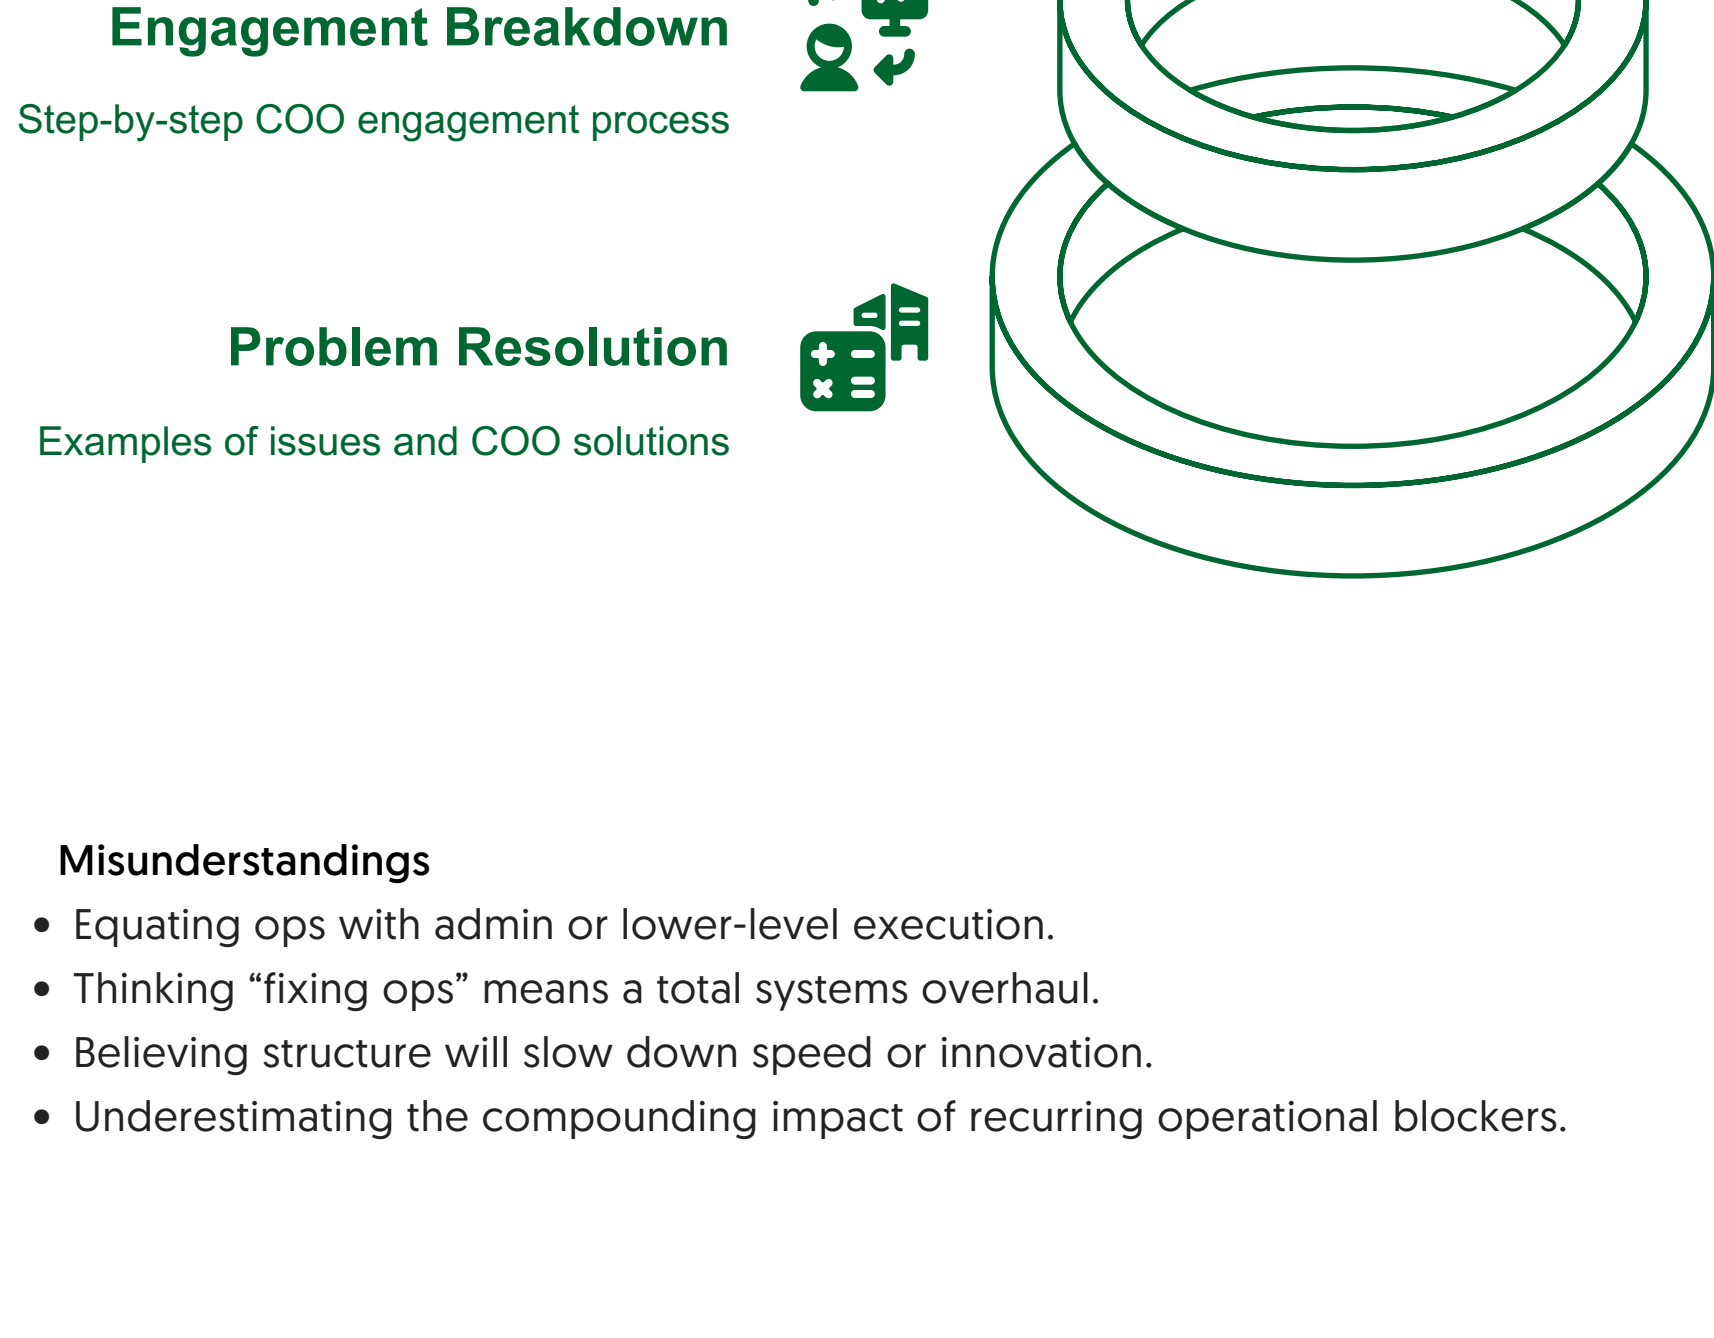 Engagement Breakdown
Step-by-step COO engagement process
Problem Resolution
Examples of issues and COO solutions
Misunderstandings
• Equating ops with admin or lower-level execution.
• Thinking “fixing ops” means a total systems overhaul.
• Believing structure will slow down speed or innovation.
• Underestimating the compounding impact of recurring operational blockers.